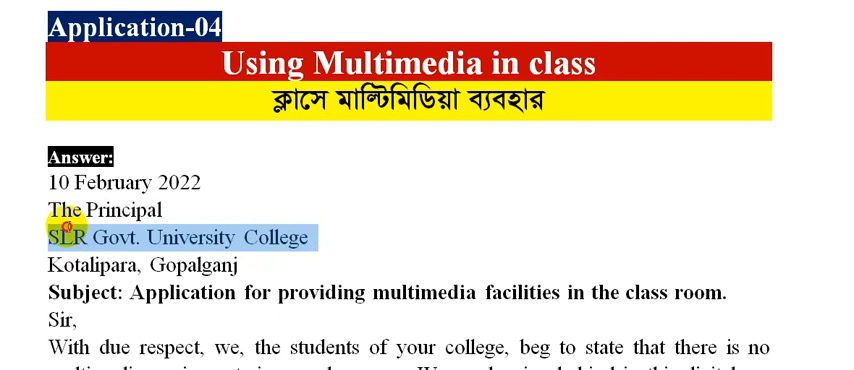 Application-04
Using Multimedia in class
ক্লাসে মাল্টিমিডিয়া ব্যবহার
Answer:
10 February 2022
The Principal
SLR Govt. University College
Kotalipara, Gopalganj
Subject: Application for providing multimedia facilities in the class room.
Sir,
With due respect, we, the students of your college, beg to state that there is no